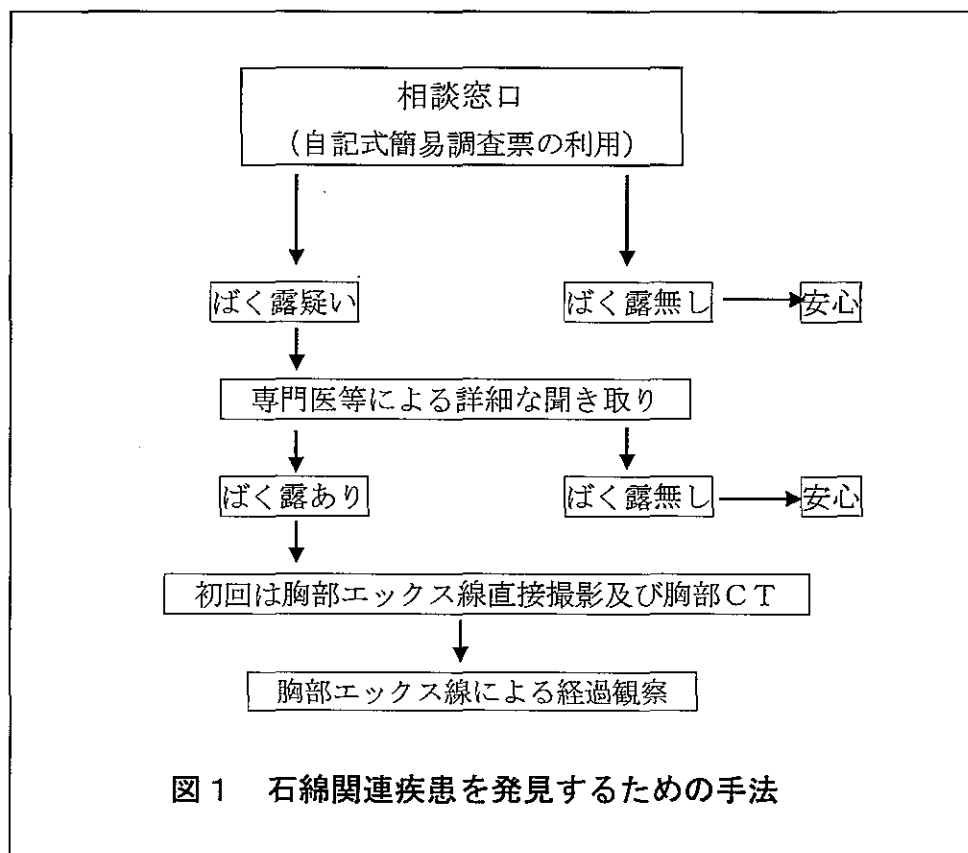 相談窓口
（自記式簡易調査票の利用）
ばく露疑い
ばく露無し
安心
専門医等による詳細な聞き取り
ばく露あり
ばく露無し
安心
初回は胸部エックス線直接撮影及び胸部ＣＴ
胸部エックス線による経過観察
図１　石綿関連疾患を発見するための手法